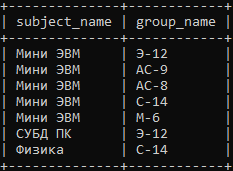 subject_name | group_name
Мини ЭВМ | Э-12
Мини ЭВМ | АС-9
Мини ЭВМ | АС-8
Мини ЭВМ | С-14
Мини ЭВМ | М-6
СУБД ПК | Э-12
Физика | С-14